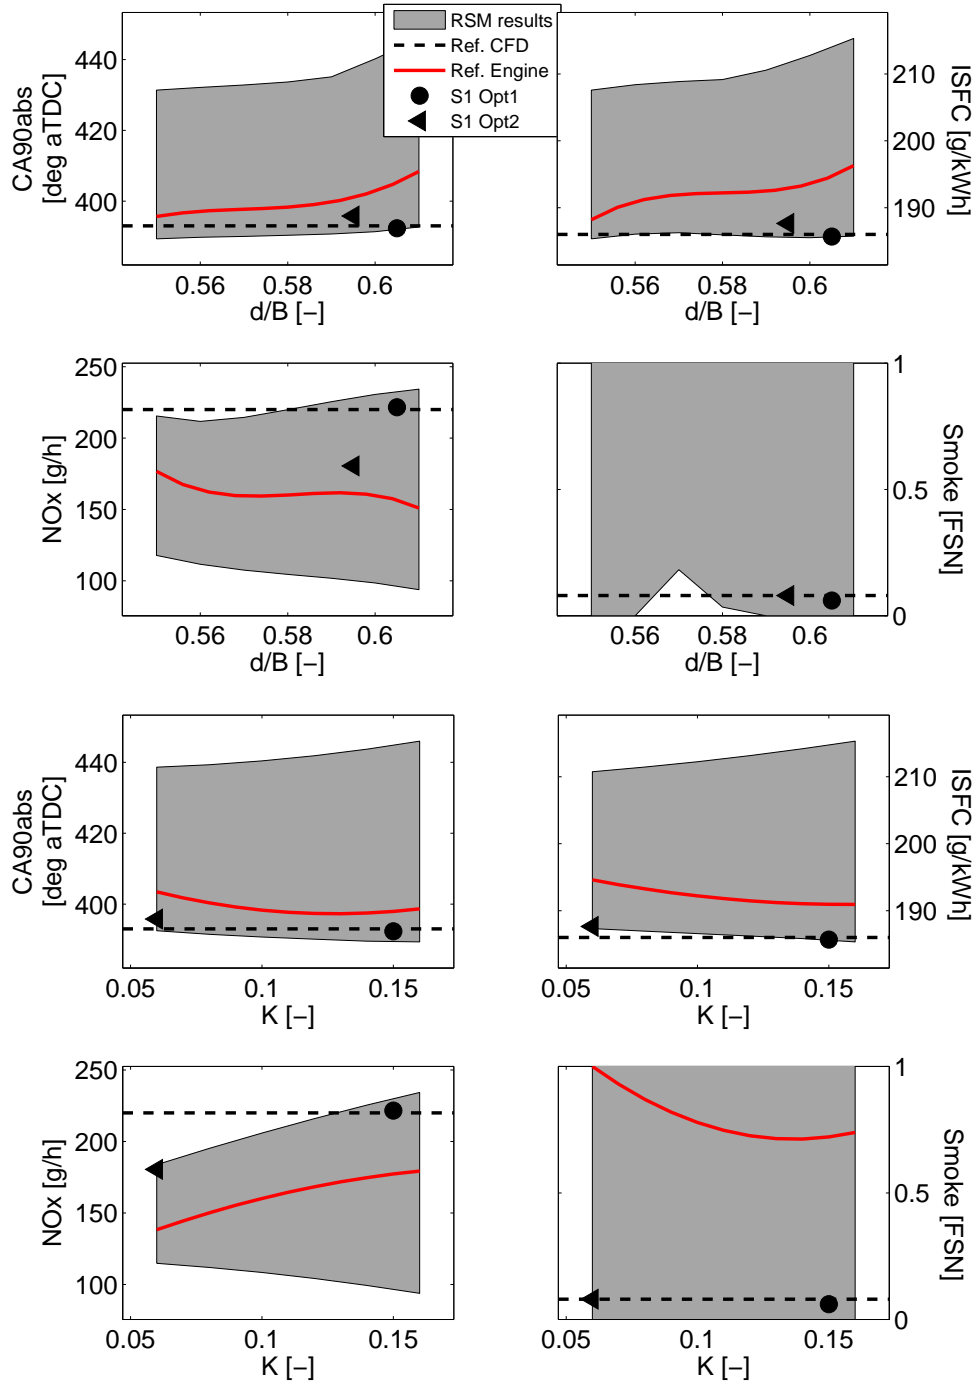 RSM results
Ref. CFD
Ref. Engine
S1 Opt1
S1 Opt2
CA90abs
[deg aTDC]
440
420
400
0.56 0.58 0.6
d/B [−]
ISFC [g/kWh]
210
200
190
0.56 0.58 0.6
d/B [−]
NOx [g/h]
250
200
150
100
0.56 0.58 0.6
d/B [−]
Smoke [FSN]
1
0.5
0
0.56 0.58 0.6
d/B [−]
CA90abs
[deg aTDC]
440
420
400
0.05 0.1 0.15
K [−]
ISFC [g/kWh]
210
200
190
0.05 0.1 0.15
K [−]
NOx [g/h]
250
200
150
100
0.05 0.1 0.15
K [−]
Smoke [FSN]
1
0.5
0
0.05 0.1 0.15
K [−]